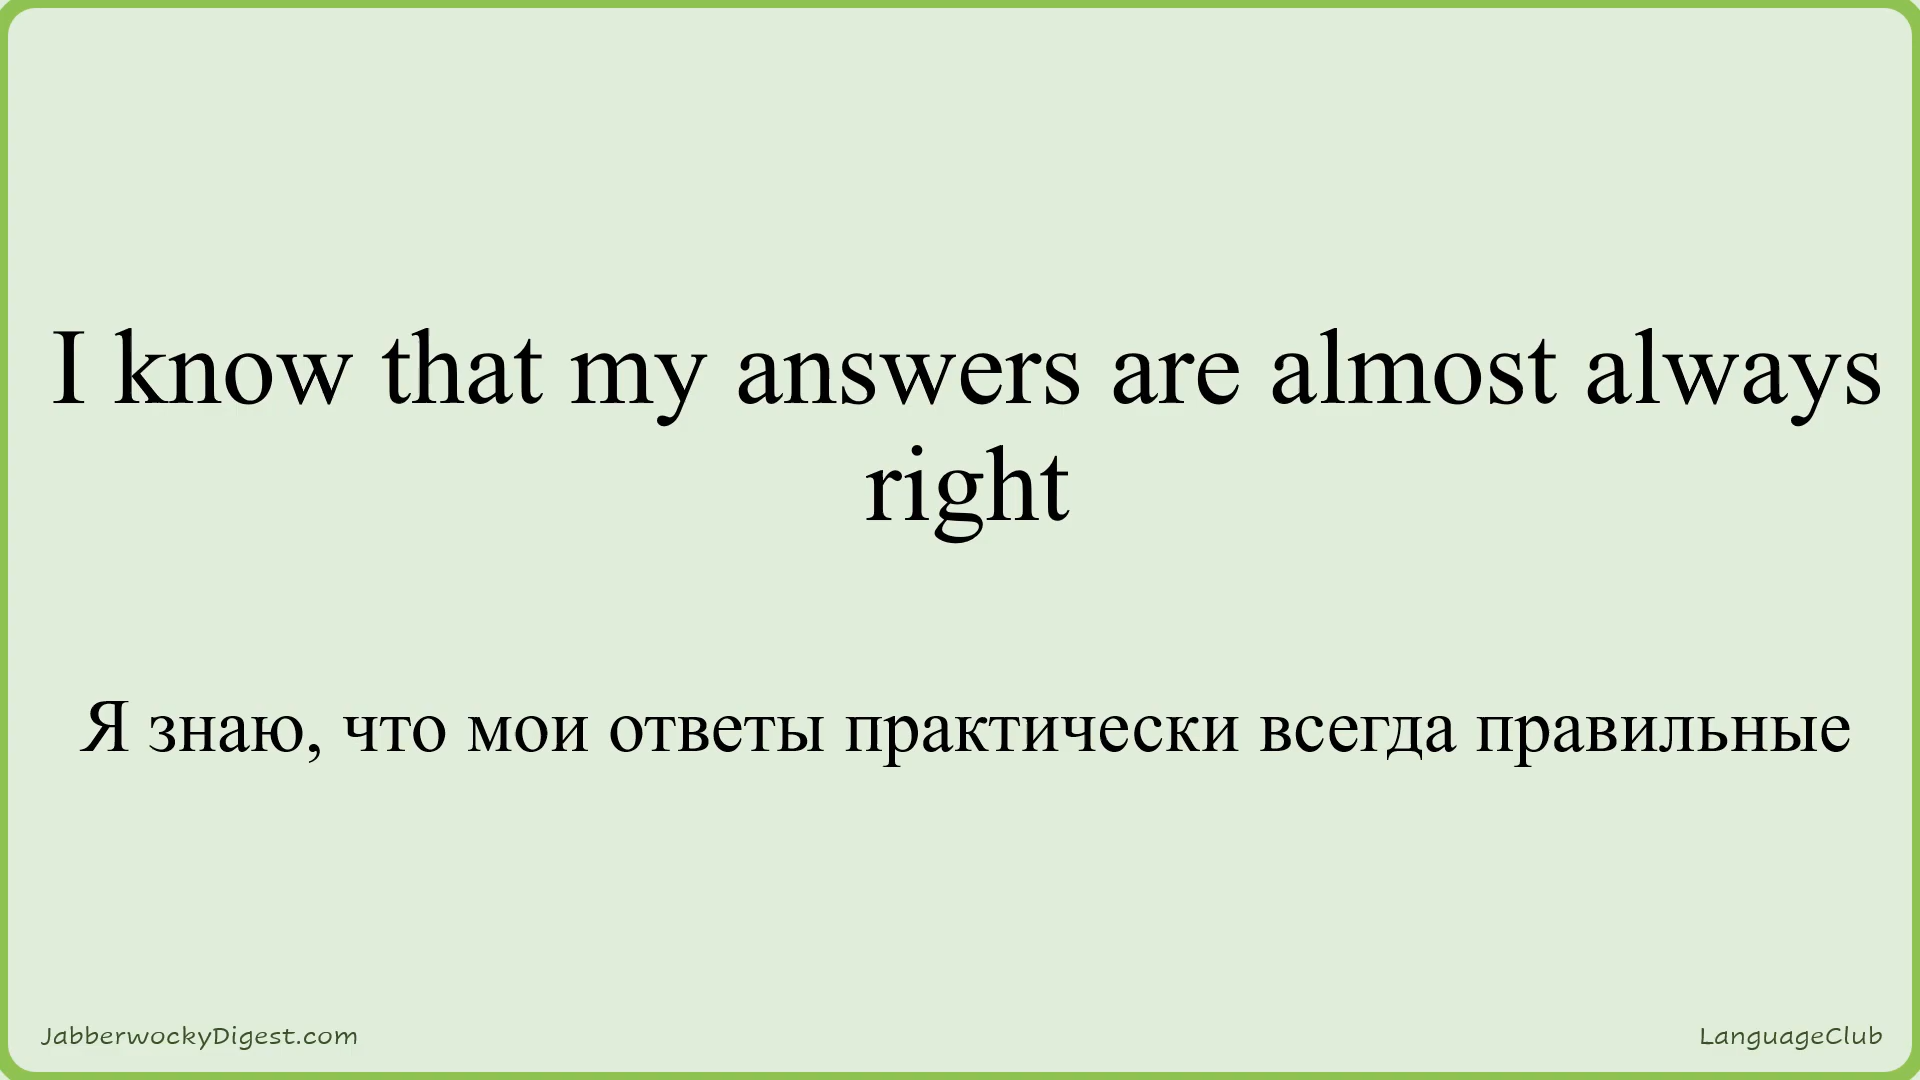 I know that my answers are almost always
right
Я знаю, что мои ответы практически всегда правильные
JabberwockyDigest.com
LanguageClub